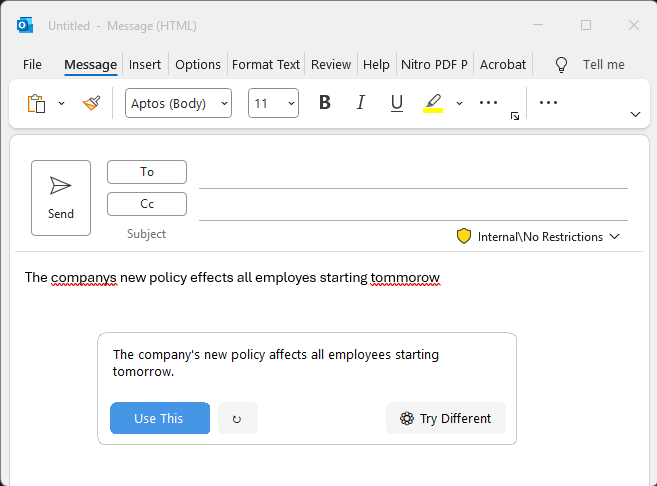 Untitled - Message (HTML)
File Message Insert Options Format Text Review Help Nitro PDF P Acrobat Tell me
Aptos (Body) 11 B I U
Send
To
Cc
Subject
Internal\No Restrictions
The companys new policy effects all employes starting tommorow
The company's new policy affects all employees starting
tomorrow.
Use This Try Different